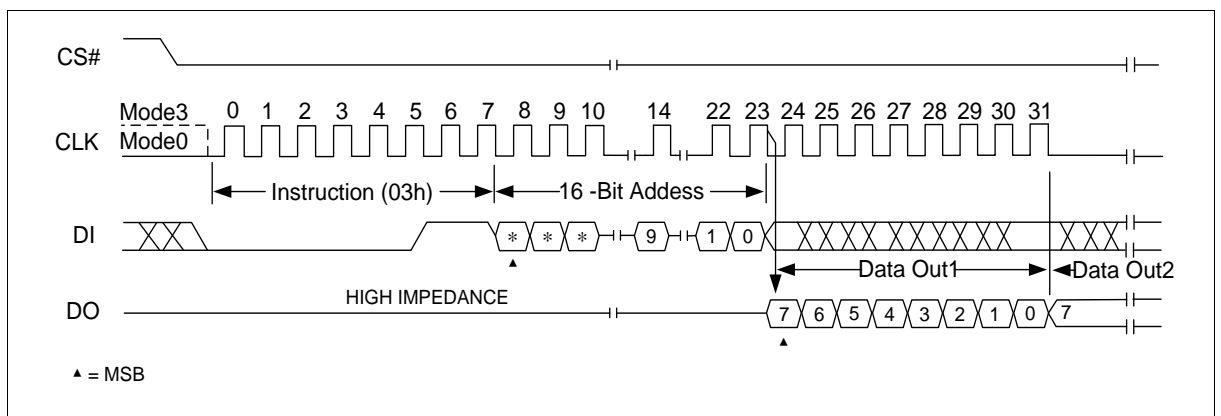 CS#
Mode3 0 1 2 3 4 5 6 7 8 9 10 14 22 23 24 25 26 27 28 29 30 31
CLK Mode0
Instruction (03h) 16 -Bit Addess
DI * * * 9 1 0
Data Out1 Data Out2
HIGH IMPEDANCE
DO 7 6 5 4 3 2 1 0 7
▲ = MSB